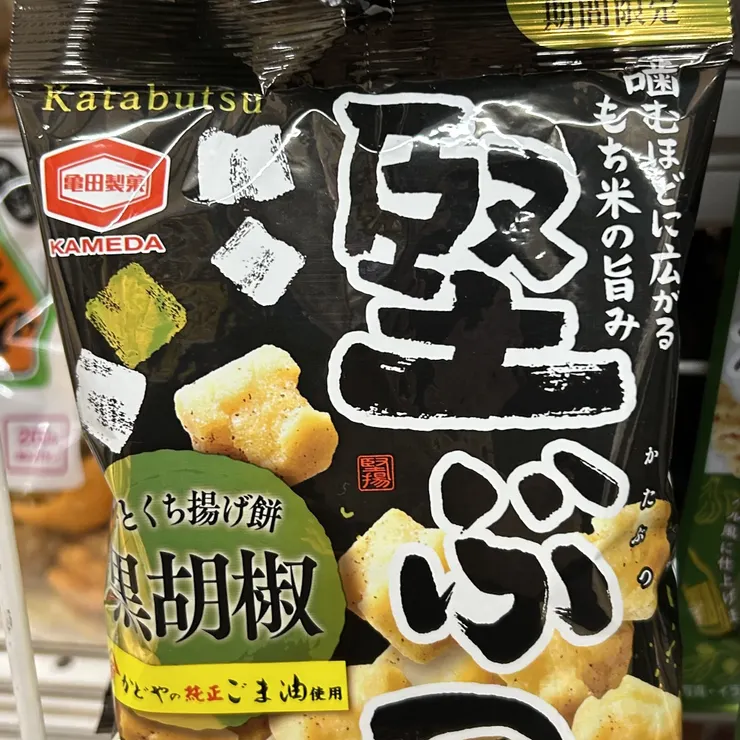 期間限定
Katabutsu
亀田製菓
KAMEDA
噛むほどに広がる
もち米の旨み
堅ぶつ
かたぶつ
堅揚
とくち揚げ餅
黒胡椒
かどやの純正ごま油使用